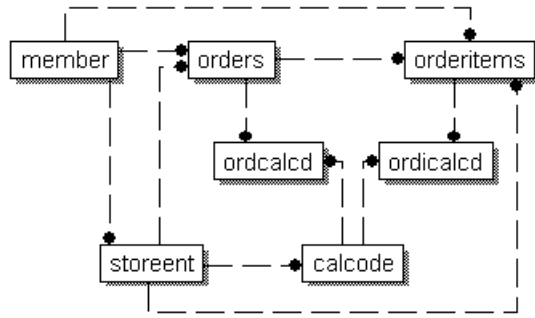 member
orders
orderitems
ordcalcd
ordicalcd
storeent
calcode